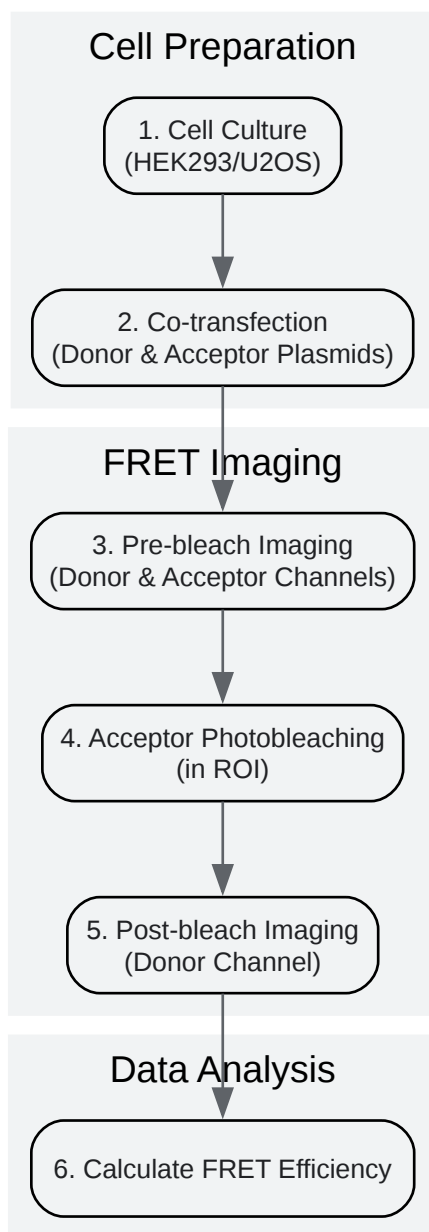 Cell Preparation
1. Cell Culture
(HEK293/U2OS)
2. Co-transfection
(Donor & Acceptor Plasmids)
FRET Imaging
3. Pre-bleach Imaging
(Donor & Acceptor Channels)
4. Acceptor Photobleaching
(in ROI)
5. Post-bleach Imaging
(Donor Channel)
Data Analysis
6. Calculate FRET Efficiency